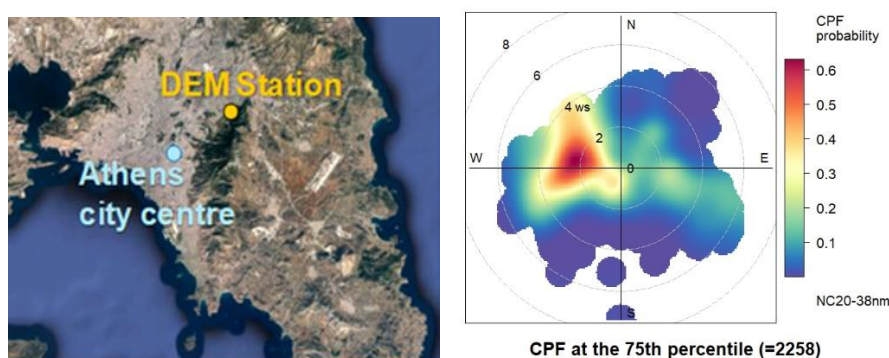 DEM Station
Athens
city centre
N
8
6
4 ws
2
0
W
E
S
CPF
probability
0.6
0.5
0.4
0.3
0.2
0.1
NC20-38nm
CPF at the 75th percentile (=2258)